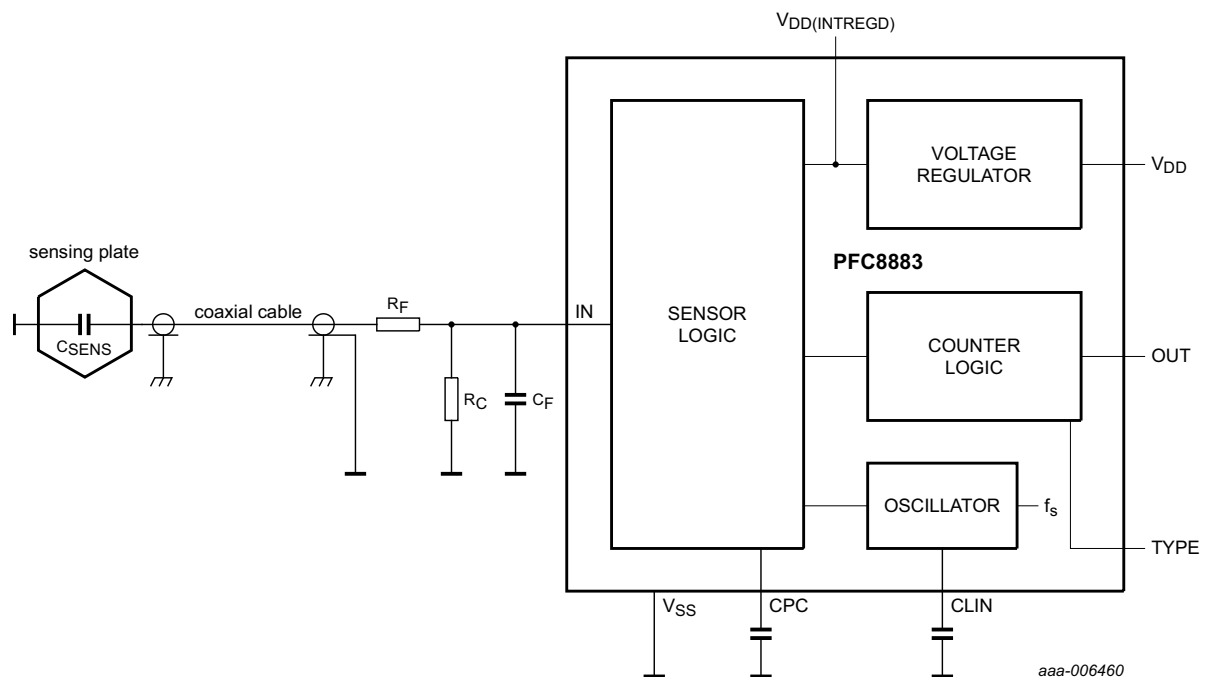 VDD(INTREGD)
VOLTAGE
REGULATOR
VDD
sensing plate
PFC8883
coaxial cable
RF
IN
SENSOR
LOGIC
CSENS
COUNTER
LOGIC
OUT
RC
CF
OSCILLATOR
fs
TYPE
VSS
CPC
CLIN
aaa-006460